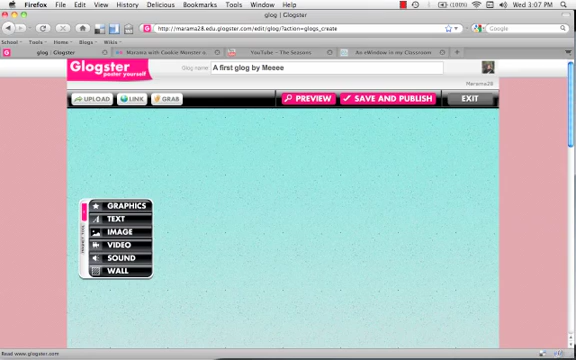 Firefox File Edit View History Delicious Bookmarks Tools Window Help (100%) Wed 3:07 PM
glog | Glogster
http://marama28.edu.glogster.com/edit/glog/?action=glogs_create
School Tools Home Blogs Wikis
glog : Glogster Marama with Cookie Monster o YouTube - The Seasons An eWindow in my Classroom
Glogster poster yourself
Glog name: A first glog by Meeee
Marama28
UPLOAD LINK GRAB PREVIEW SAVE AND PUBLISH EXIT
GRAPHICS
TEXT
IMAGE
VIDEO
SOUND
WALL
Read www.glogster.com